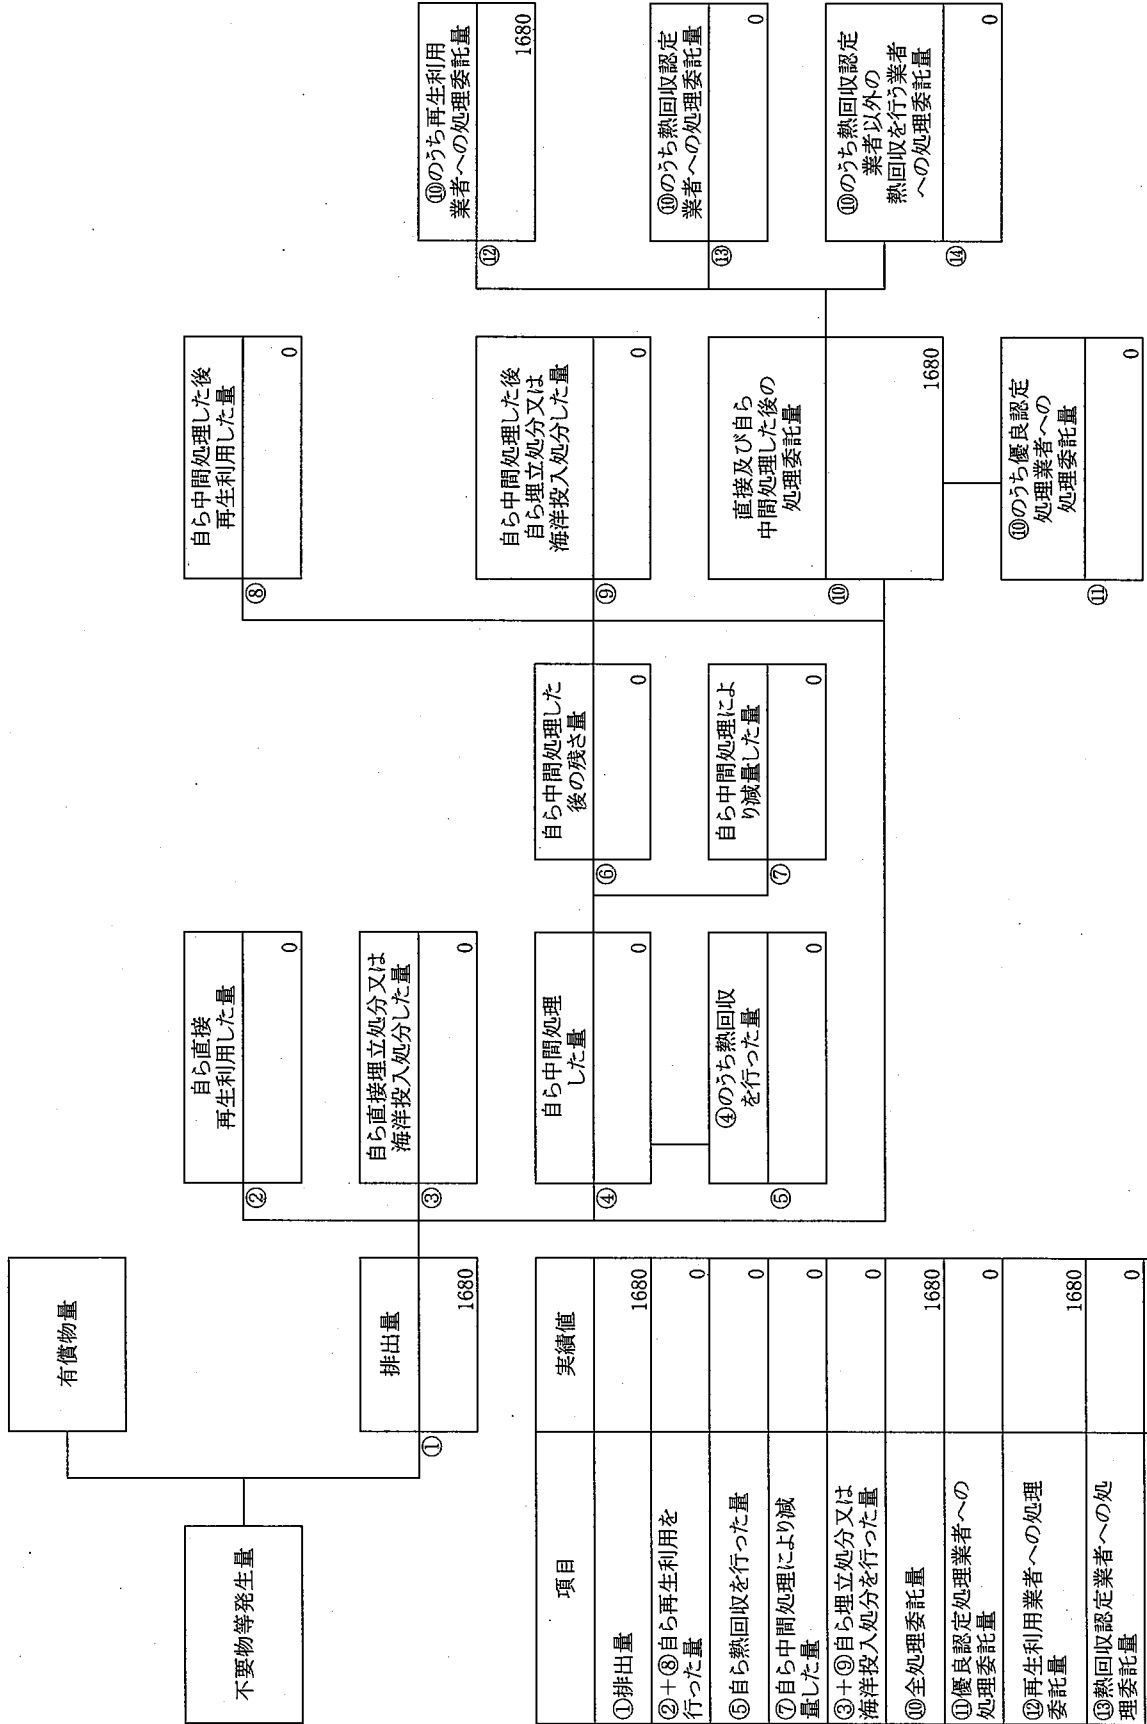 不要物等発生量
有償物量
①
排出量
1680
②
自ら直接
再生利用した量
0
③
自ら直接埋立処分又は
海洋投入処分した量
0
④
自ら中間処理
した量
0
⑤
④のうち熱回収
を行った量
0
⑥
自ら中間処理した
後の残さ量
0
⑦
自ら中間処理によ
り減量した量
0
⑧
自ら中間処理した後
再生利用した量
0
⑨
自ら中間処理した後
自ら埋立処分又は
海洋投入処分した量
0
⑩
直接及び自ら
中間処理した後の
処理委託量
1680
⑪
⑩のうち優良認定
処理業者への
処理委託量
0
⑫
⑩のうち再生利用
業者への処理委託量
1680
⑬
⑩のうち熱回収認定
業者への処理委託量
0
⑭
⑩のうち熱回収認定
業者以外の
熱回収を行う業者
への処理委託量
0
項目 実績値
①排出量 1680
②+⑧自ら再生利用を
行った量 0
⑤自ら熱回収を行った量 0
⑦自ら中間処理により減
量した量 0
③+⑨自ら埋立処分又は
海洋投入処分を行った量 0
⑩全処理委託量 1680
⑪優良認定処理業者への
処理委託量 0
⑫再生利用業者への処理
委託量 1680
⑬熱回収認定業者への処
理委託量 0